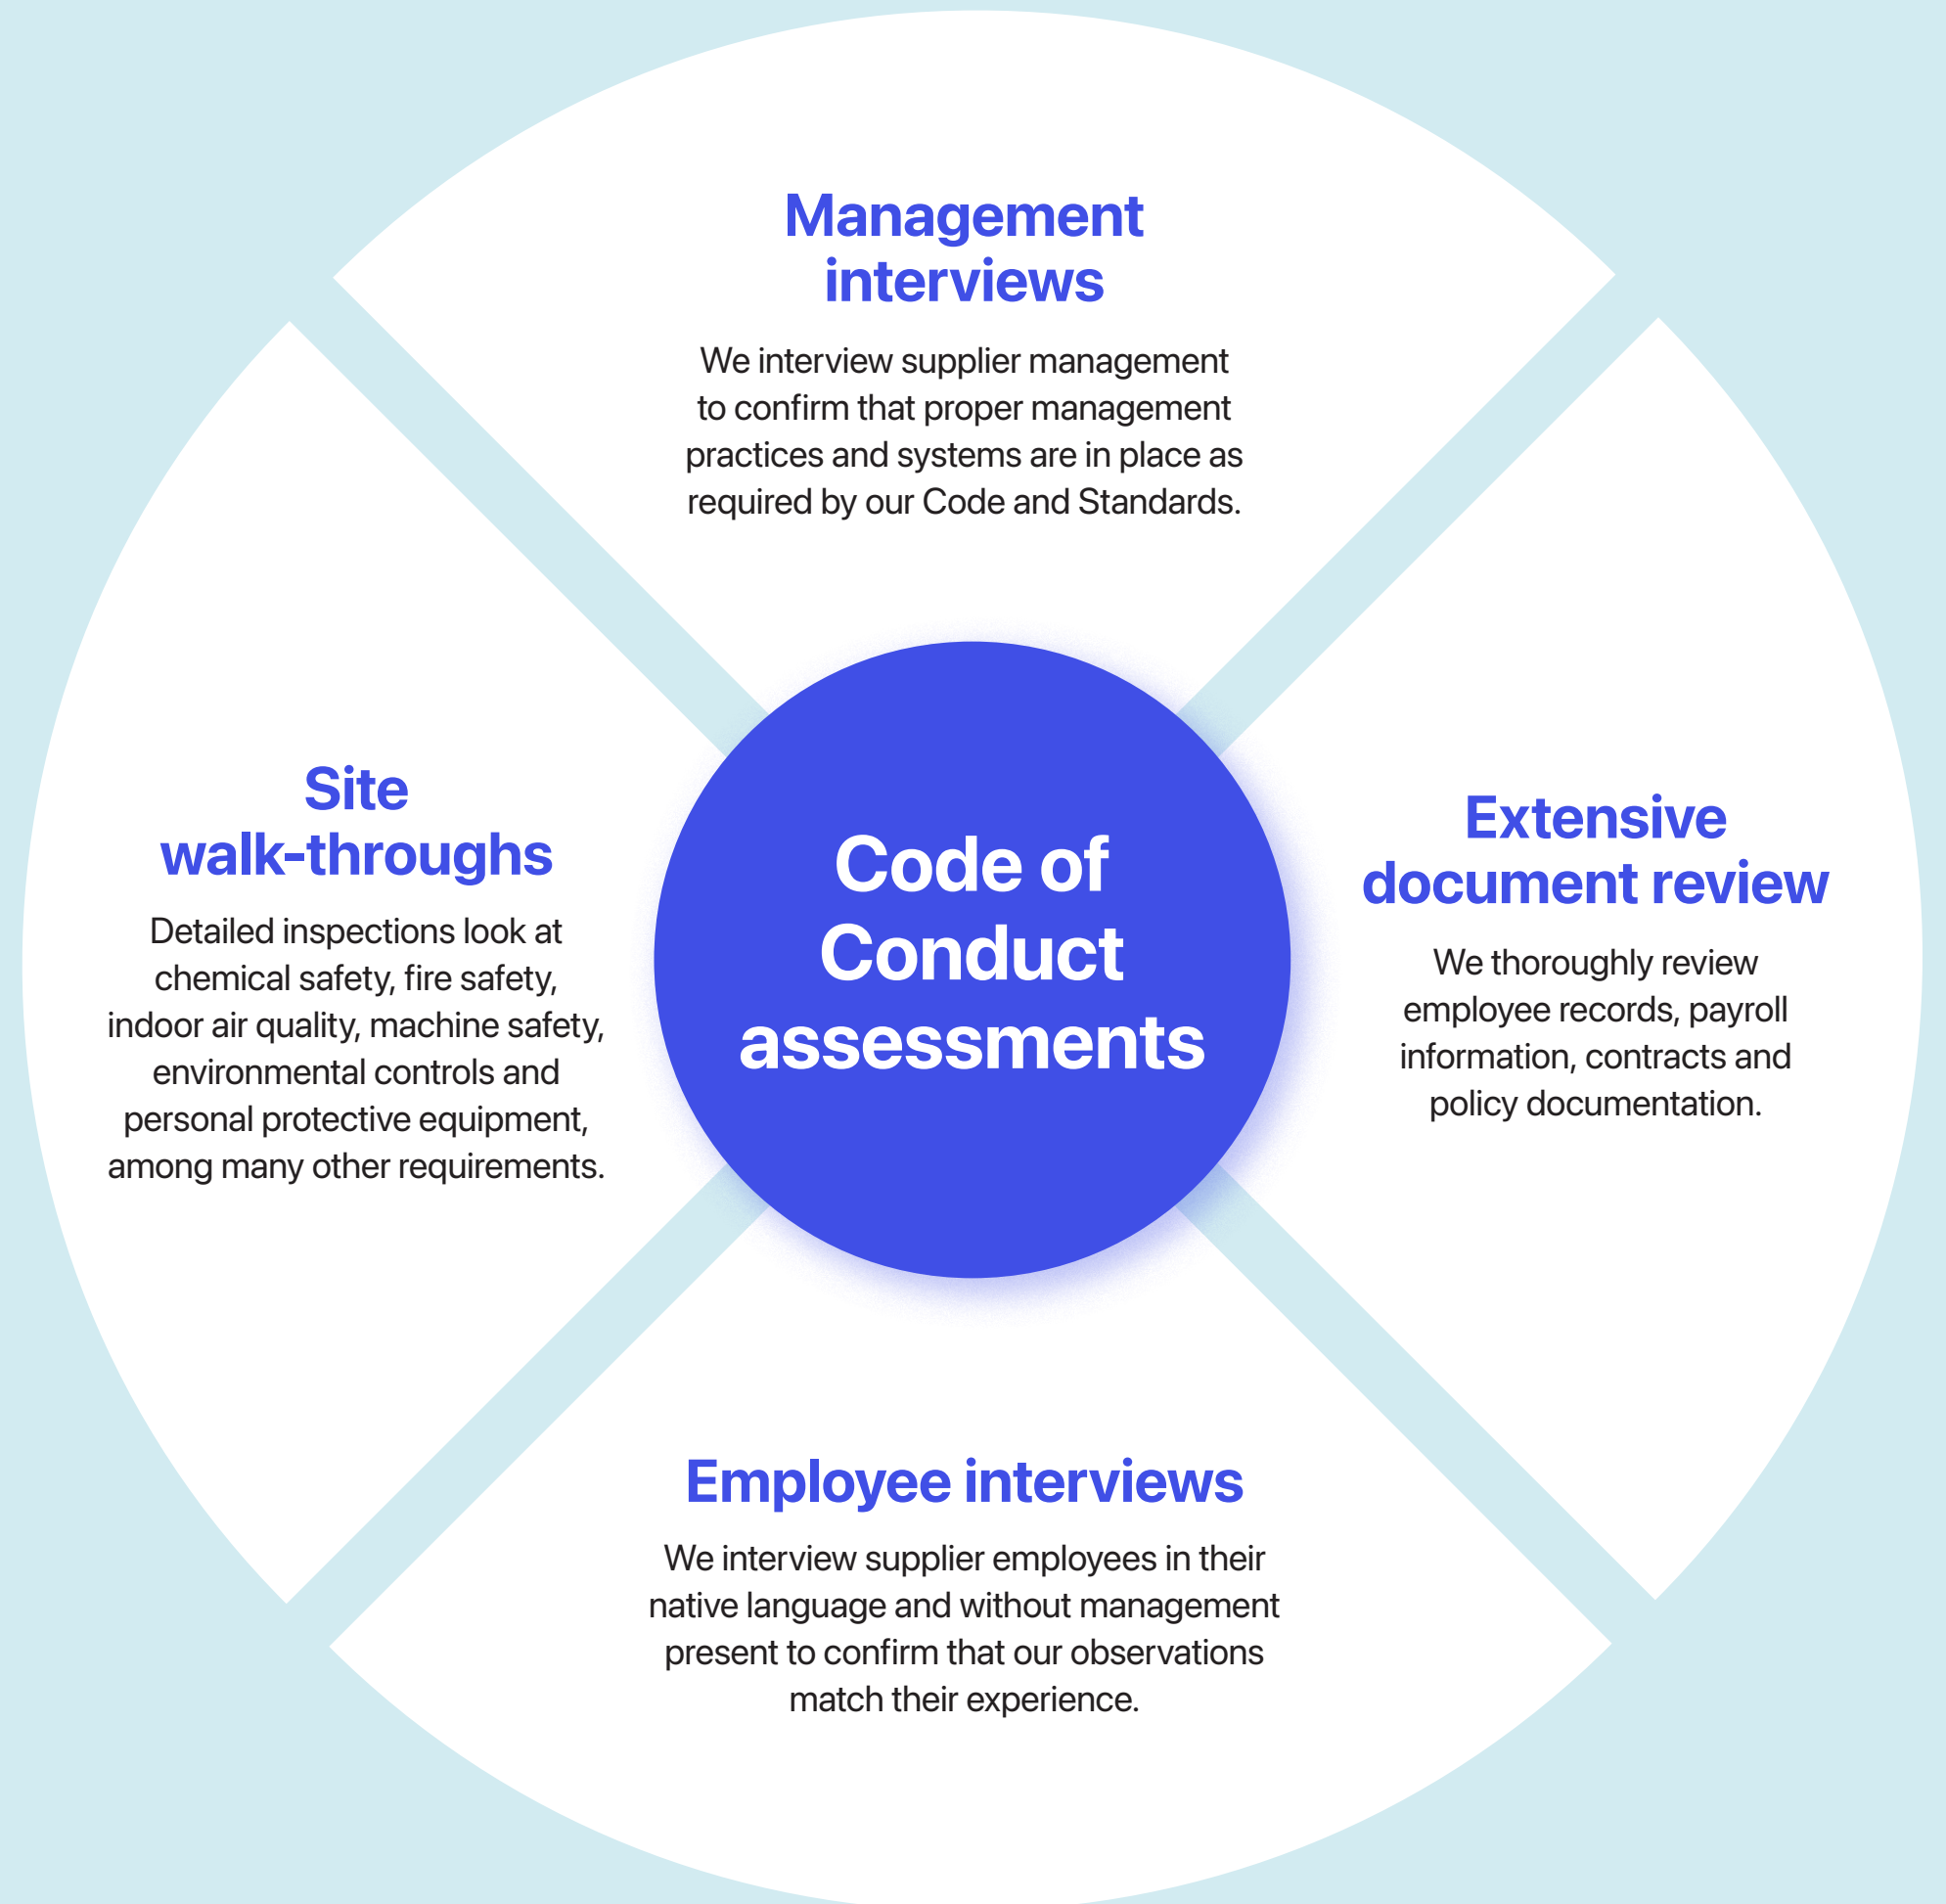 Management
interviews
We interview supplier management
to confirm that proper management
practices and systems are in place as
required by our Code and Standards.
Site
walk-throughs
Detailed inspections look at
chemical safety, fire safety,
indoor air quality, machine safety,
environmental controls and
personal protective equipment,
among many other requirements.
Code of
Conduct
assessments
Extensive
document review
We thoroughly review
employee records, payroll
information, contracts and
policy documentation.
Employee interviews
We interview supplier employees in their
native language and without management
present to confirm that our observations
match their experience.